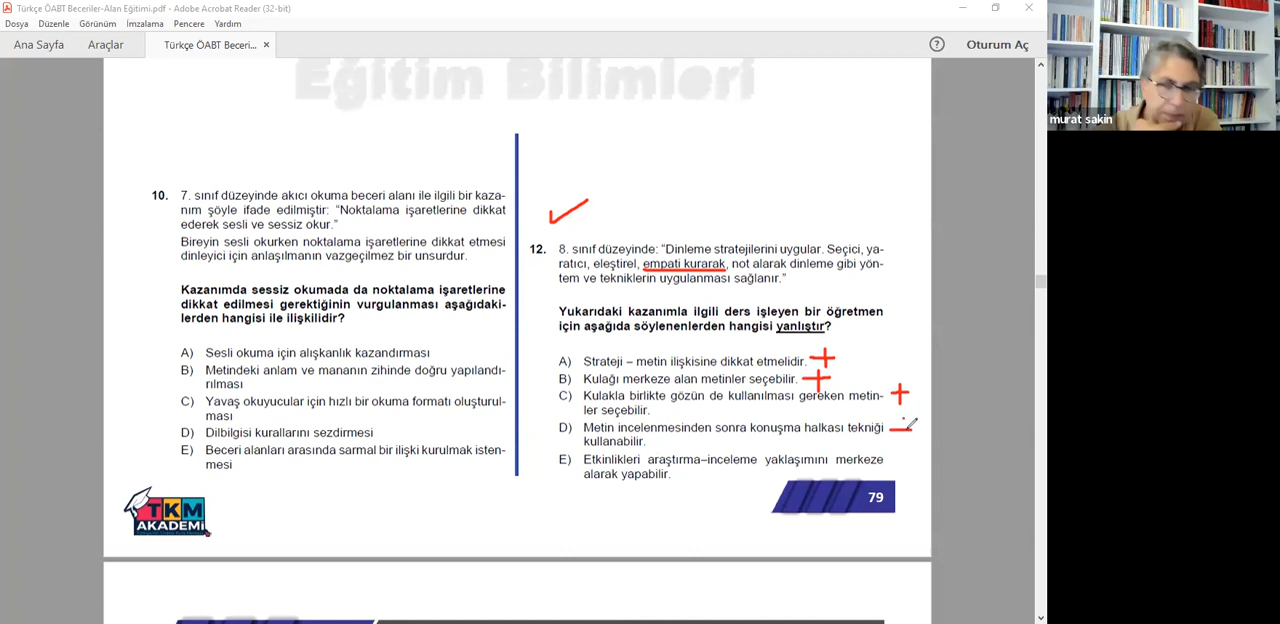 Türkçe ÖABT Beceriler-Alan Eğitimi.pdf - Adobe Acrobat Reader (32-bit)
Dosya Düzenle Görünüm İmzalama Pencere Yardım
Ana Sayfa Araçlar Türkçe ÖABT Beceri... × Oturum Aç
Eğitim Bilimleri
murat sakin
10. 7. sınıf düzeyinde akıcı okuma beceri alanı ile ilgili bir kaza-
nım şöyle ifade edilmiştir: “Noktalama işaretlerine dikkat
ederek sesli ve sessiz okur.”
Bireyin sesli okurken noktalama işaretlerine dikkat etmesi
dinleyici için anlaşılmanın vazgeçilmez bir unsurdur.
Kazanımda sessiz okumada da noktalama işaretlerine
dikkat edilmesi gerektiğinin vurgulanması aşağıdaki-
lerden hangisi ile ilişkilidir?
A) Sesli okuma için alışkanlık kazandırması
B) Metindeki anlam ve mananın zihinde doğru yapılandı-
rılması
C) Yavaş okuyucular için hızlı bir okuma formatı oluşturul-
ması
D) Dilbilgisi kurallarını sezdirmesi
E) Beceri alanları arasında sarmal bir ilişki kurulmak isten-
mesi
12. 8. sınıf düzeyinde: “Dinleme stratejilerini uygular. Seçici, ya-
ratıcı, eleştirel, empati kurarak, not alarak dinleme gibi yön-
tem ve tekniklerin uygulanması sağlanır.”
Yukarıdaki kazanımla ilgili ders işleyen bir öğretmen
için aşağıda söylenenlerden hangisi yanlıştır?
A) Strateji – metin ilişkisine dikkat etmelidir.
B) Kulağı merkeze alan metinler seçebilir.
C) Kulakla birlikte gözün de kullanılması gereken metin-
ler seçebilir.
D) Metin incelenmesinden sonra konuşma halkası tekniği
kullanabilir.
E) Etkinlikleri araştırma–inceleme yaklaşımını merkeze
alarak yapabilir.
TKM
AKADEMİ
79